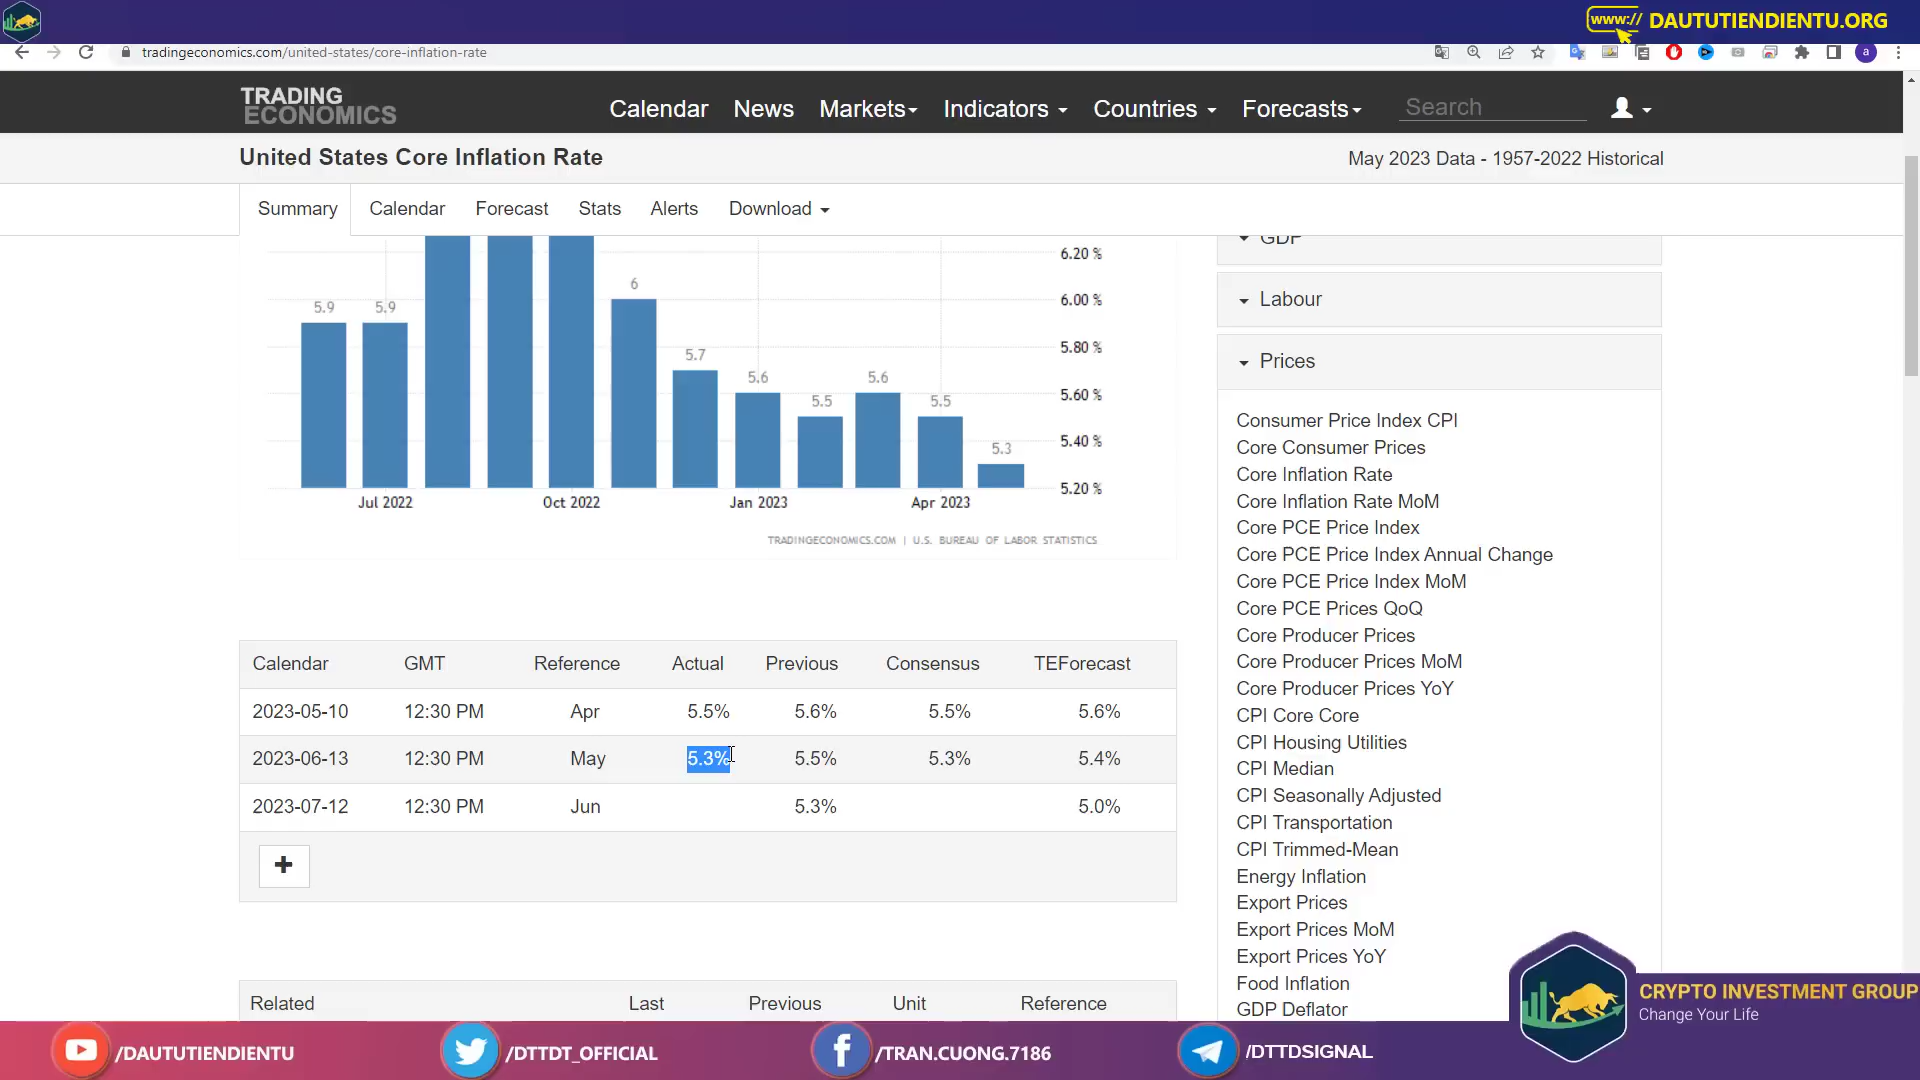 www:// DAUTUTIENDIENTU.ORG
tradingeconomics.com/united-states/core-inflation-rate
a
TRADING ECONOMICS
Calendar News Markets Indicators Countries Forecasts Search
United States Core Inflation Rate
May 2023 Data - 1957-2022 Historical
Summary Calendar Forecast Stats Alerts Download
5.9
5.9
6
5.7
5.6
5.5
5.6
5.5
5.3
6.20 %
6.00 %
5.80 %
5.60 %
5.40 %
5.20 %
Jul 2022 Oct 2022 Jan 2023 Apr 2023
TRADINGECONOMICS.COM | U.S. BUREAU OF LABOR STATISTICS
Calendar GMT Reference Actual Previous Consensus TEForecast
2023-05-10 12:30 PM Apr 5.5% 5.6% 5.5% 5.6%
2023-06-13 12:30 PM May 5.3% 5.5% 5.3% 5.4%
2023-07-12 12:30 PM Jun 5.3% 5.0%
+
Related Last Previous Unit Reference
GDP
Labour
Prices
Consumer Price Index CPI
Core Consumer Prices
Core Inflation Rate
Core Inflation Rate MoM
Core PCE Price Index
Core PCE Price Index Annual Change
Core PCE Price Index MoM
Core PCE Prices QoQ
Core Producer Prices
Core Producer Prices MoM
Core Producer Prices YoY
CPI Core Core
CPI Housing Utilities
CPI Median
CPI Seasonally Adjusted
CPI Transportation
CPI Trimmed-Mean
Energy Inflation
Export Prices
Export Prices MoM
Export Prices YoY
Food Inflation
GDP Deflator
CRYPTO INVESTMENT GROUP
Change Your Life
/DAUTUTIENDIENTU
/DTTDT_OFFICIAL
/TRAN.CUONG.7186
/DTTDSIGNAL